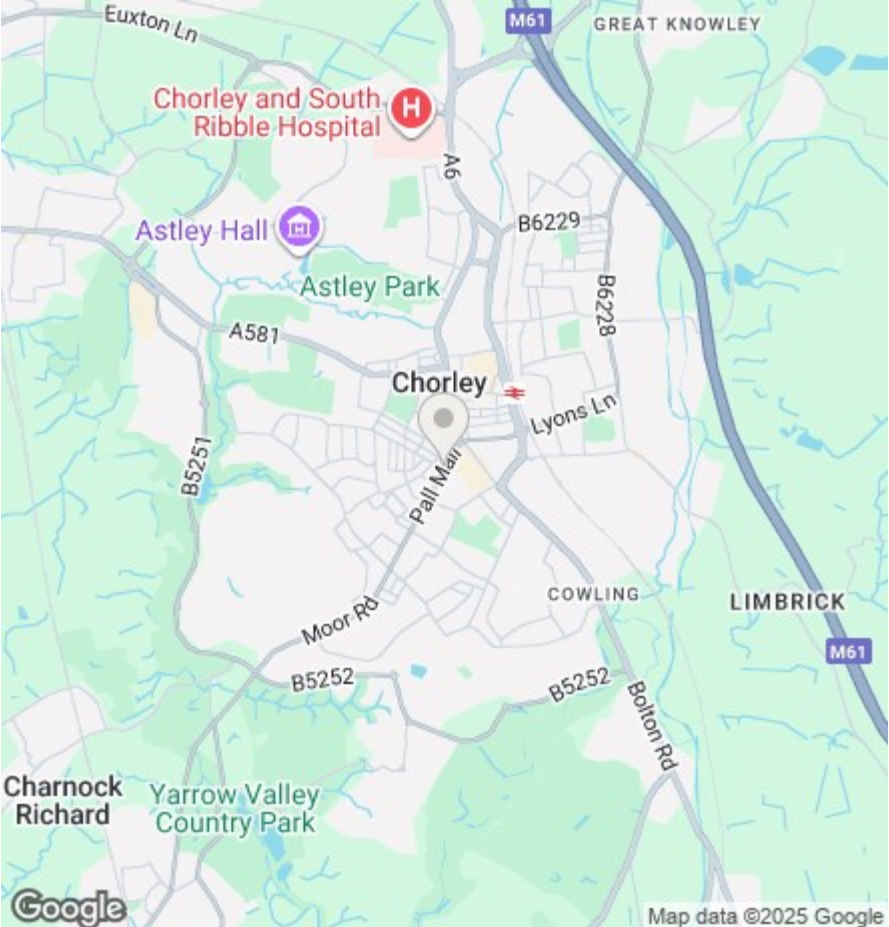 Euxton Ln
M61
GREAT KNOWLEY
Chorley and South
Ribble Hospital
H
A6
B6229
Astley Hall
Astley Park
B6228
A581
Chorley
Lyons Ln
B5251
Pall Mall
COWLING
LIMBRICK
Moor Rd
M61
B5252
B5252
Bolton Rd
Charnock
Richard
Yarrow Valley
Country Park
Google
Map data ©2025 Google